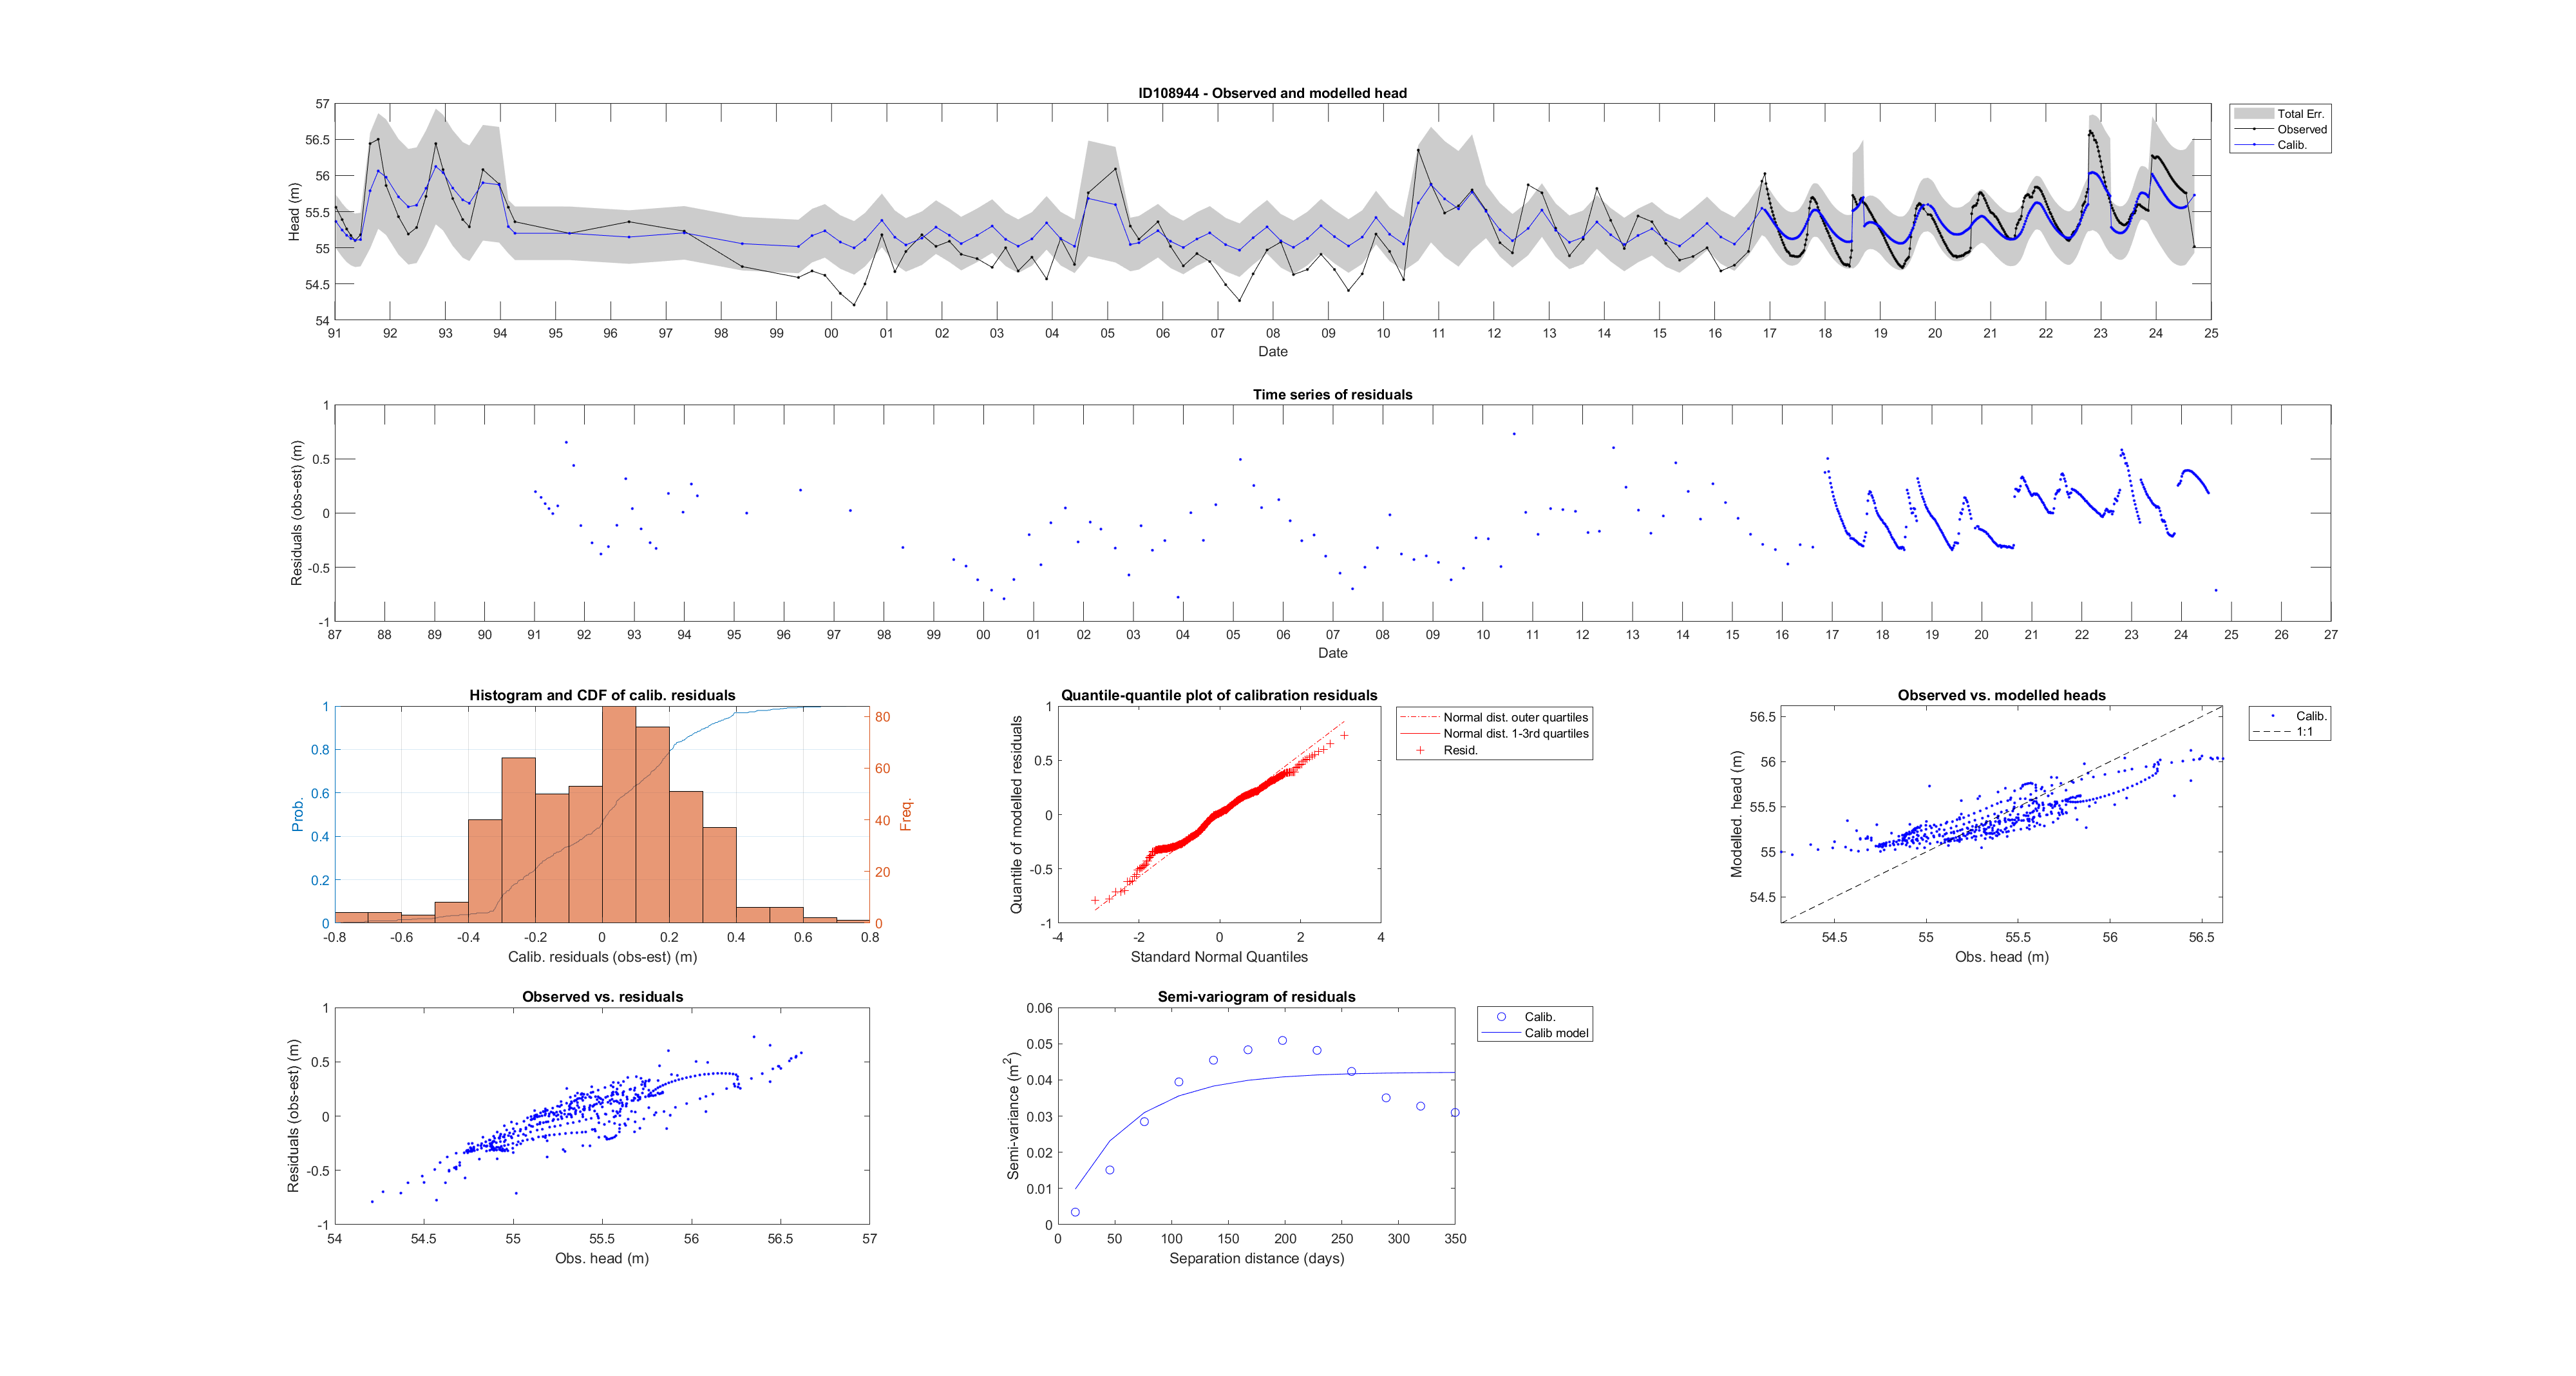 ID108944 - Observed and modelled head
57
56.5
56
55.5
55
54.5
54
Head (m)
91 92 93 94 95 96 97 98 99 00 01 02 03 04 05 06 07 08 09 10 11 12 13 14 15 16 17 18 19 20 21 22 23 24 25
Date
Total Err.
Observed
Calib.
Time series of residuals
1
0.5
0
-0.5
-1
Residuals (obs-est) (m)
87 88 89 90 91 92 93 94 95 96 97 98 99 00 01 02 03 04 05 06 07 08 09 10 11 12 13 14 15 16 17 18 19 20 21 22 23 24 25 26 27
Date
Histogram and CDF of calib. residuals
1
0.8
0.6
0.4
0.2
0
Prob.
80
60
40
20
0
Freq.
-0.8 -0.6 -0.4 -0.2 0 0.2 0.4 0.6 0.8
Calib. residuals (obs-est) (m)
Quantile-quantile plot of calibration residuals
1
0.5
0
-0.5
-1
Quantile of modelled residuals
-4 -2 0 2 4
Standard Normal Quantiles
Normal dist. outer quartiles
Normal dist. 1-3rd quartiles
Resid.
Observed vs. modelled heads
56.5
56
55.5
55
54.5
Modelled. head (m)
54.5 55 55.5 56 56.5
Obs. head (m)
Calib.
1:1
Observed vs. residuals
1
0.5
0
-0.5
-1
Residuals (obs-est) (m)
54 54.5 55 55.5 56 56.5 57
Obs. head (m)
Semi-variogram of residuals
0.06
0.05
0.04
0.03
0.02
0.01
0
Semi-variance (m²)
0 50 100 150 200 250 300 350
Separation distance (days)
Calib.
Calib model